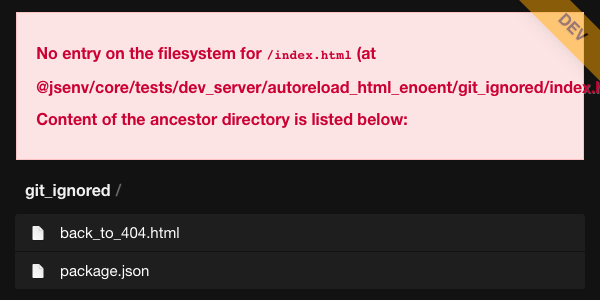 DEV
No entry on the filesystem for /index.html (at
@jsenv/core/tests/dev_server/autoreload_html_enoent/git_ignored/index.h
Content of the ancestor directory is listed below:
git_ignored /
back_to_404.html
package.json